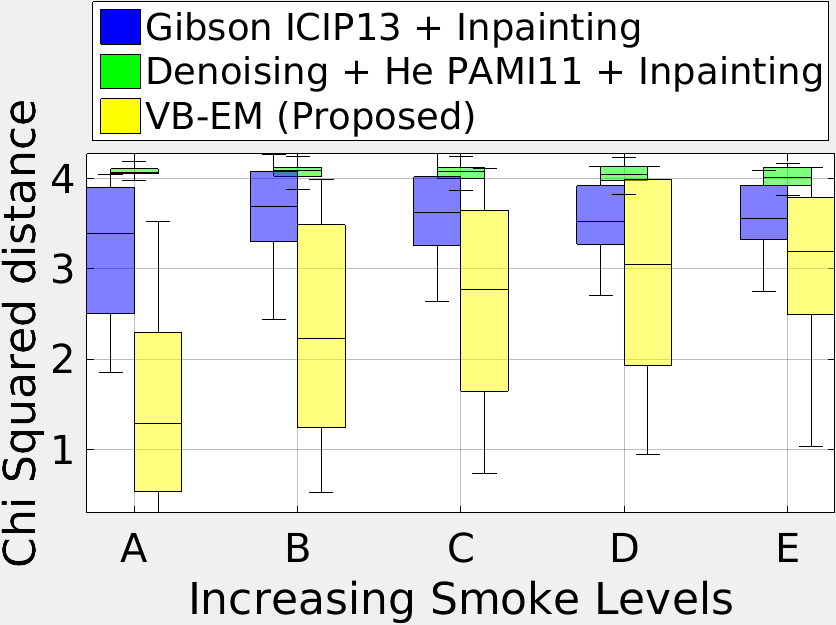 Gibson ICIP13 + Inpainting
Denoising + He PAMI11 + Inpainting
VB-EM (Proposed)
Chi Squared distance
4
3
2
1
A B C D E
Increasing Smoke Levels